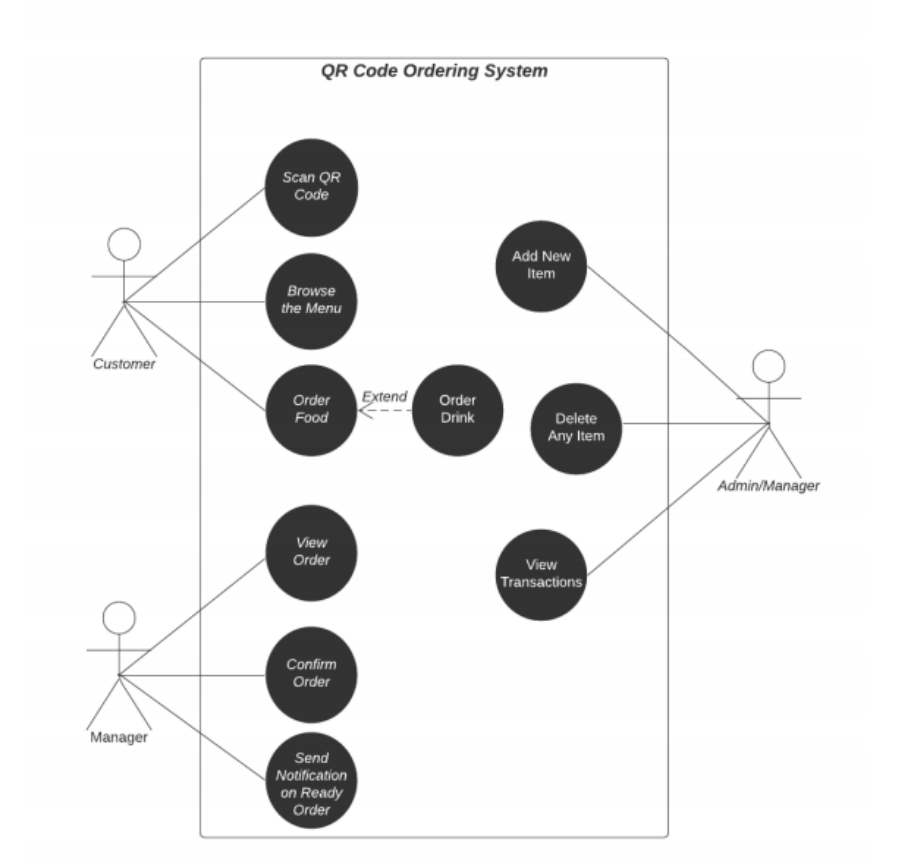 QR Code Ordering System
Scan QR
Code
Browse
the Menu
Customer
Order
Food
Extend
Order
Drink
Add New
Item
Delete
Any Item
Admin/Manager
View
Transactions
View
Order
Confirm
Order
Manager
Send
Notification
on Ready
Order